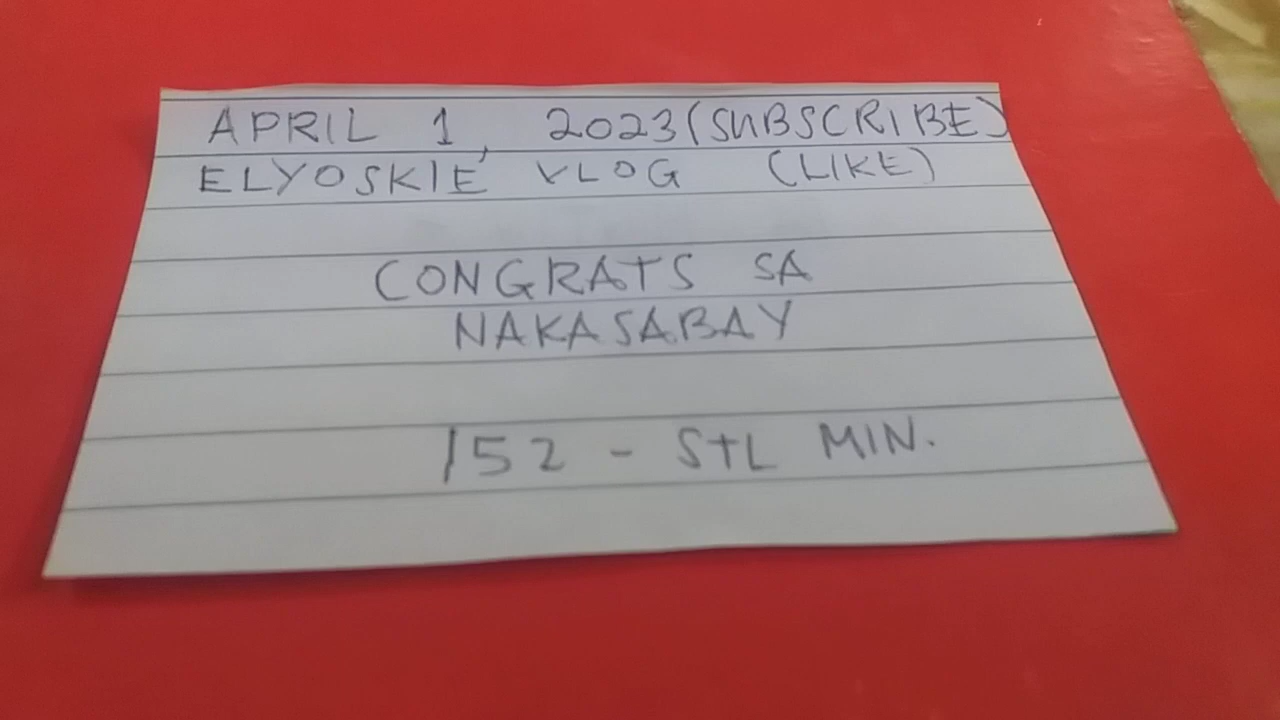 APRIL 1, 2023 (SUBSCRIBE)
ELYOSKIE VLOG (LIKE)
CONGRATS SA
NAKASABAY
152 - STL MIN.